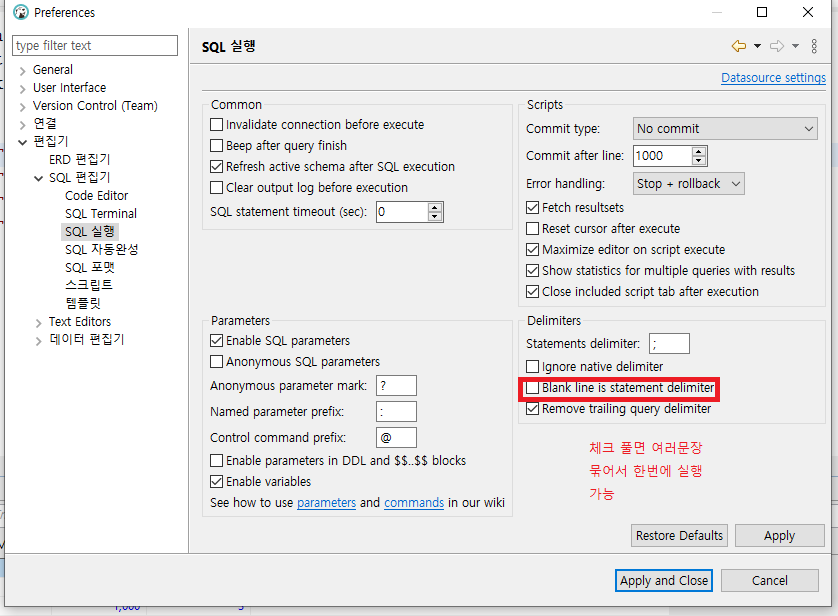 Preferences
type filter text
General
User Interface
Version Control (Team)
연결
편집기
ERD 편집기
SQL 편집기
Code Editor
SQL Terminal
SQL 실행
SQL 자동완성
SQL 포맷
스크립트
템플릿
Text Editors
데이터 편집기
SQL 실행
Datasource settings
Common
Invalidate connection before execute
Beep after query finish
Refresh active schema after SQL execution
Clear output log before execution
SQL statement timeout (sec): 0
Scripts
Commit type: No commit
Commit after line: 1000
Error handling: Stop + rollback
Fetch resultsets
Reset cursor after execute
Maximize editor on script execute
Show statistics for multiple queries with results
Close included script tab after execution
Parameters
Enable SQL parameters
Anonymous SQL parameters
Anonymous parameter mark: ?
Named parameter prefix: :
Control command prefix: @
Enable parameters in DDL and $$..$$ blocks
Enable variables
See how to use parameters and commands in our wiki
Delimiters
Statements delimiter: ;
Ignore native delimiter
Blank line is statement delimiter
Remove trailing query delimiter
체크 풀면 여러문장
묶어서 한번에 실행
가능
Restore Defaults
Apply
Apply and Close
Cancel